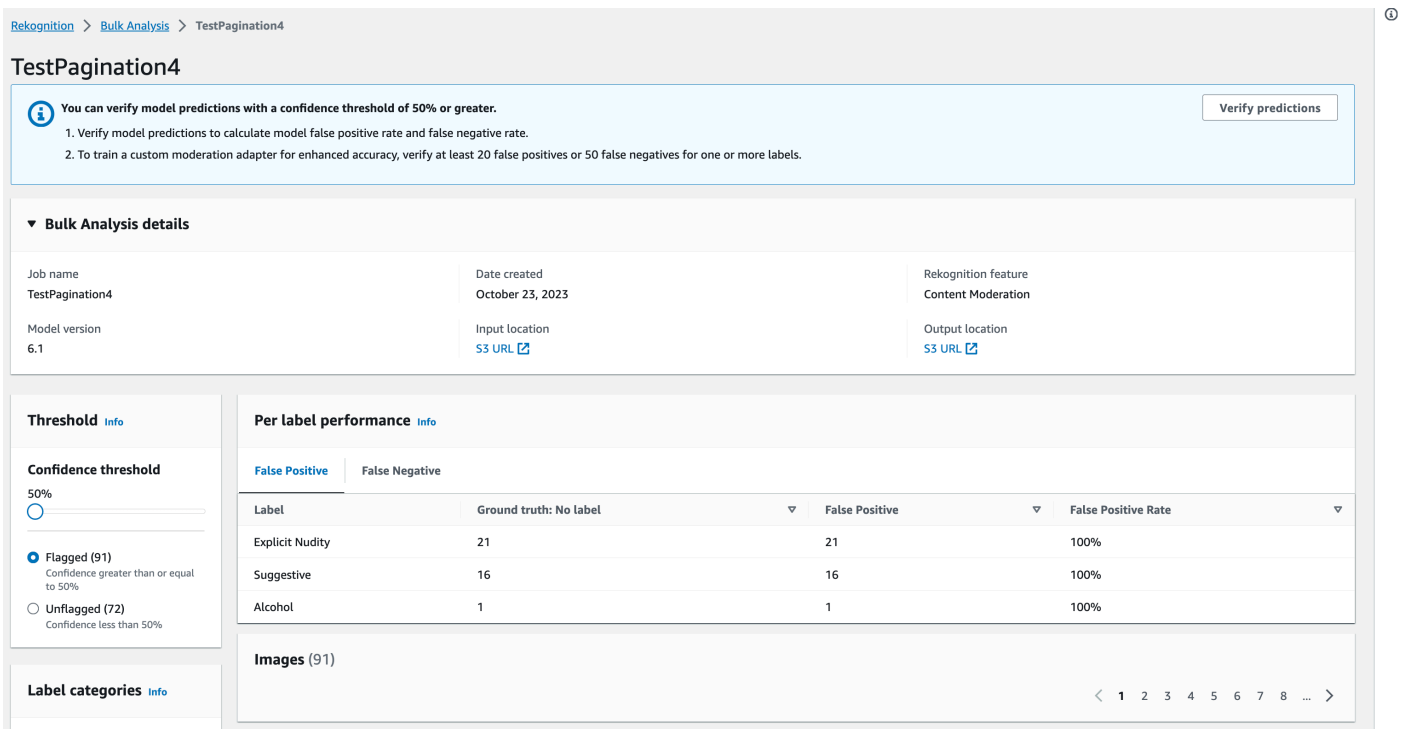 Rekognition > Bulk Analysis > TestPagination4
TestPagination4
You can verify model predictions with a confidence threshold of 50% or greater.
Verify predictions
1. Verify model predictions to calculate model false positive rate and false negative rate.
2. To train a custom moderation adapter for enhanced accuracy, verify at least 20 false positives or 50 false negatives for one or more labels.
Bulk Analysis details
Job name
TestPagination4
Date created
October 23, 2023
Rekognition feature
Content Moderation
Model version
6.1
Input location
S3 URL
Output location
S3 URL
Threshold Info
Confidence threshold
50%
Flagged (91)
Confidence greater than or equal
to 50%
Unflagged (72)
Confidence less than 50%
Label categories Info
Per label performance Info
False Positive False Negative
Label Ground truth: No label False Positive False Positive Rate
Explicit Nudity 21 21 100%
Suggestive 16 16 100%
Alcohol 1 1 100%
Images (91)
< 1 2 3 4 5 6 7 8 ... >